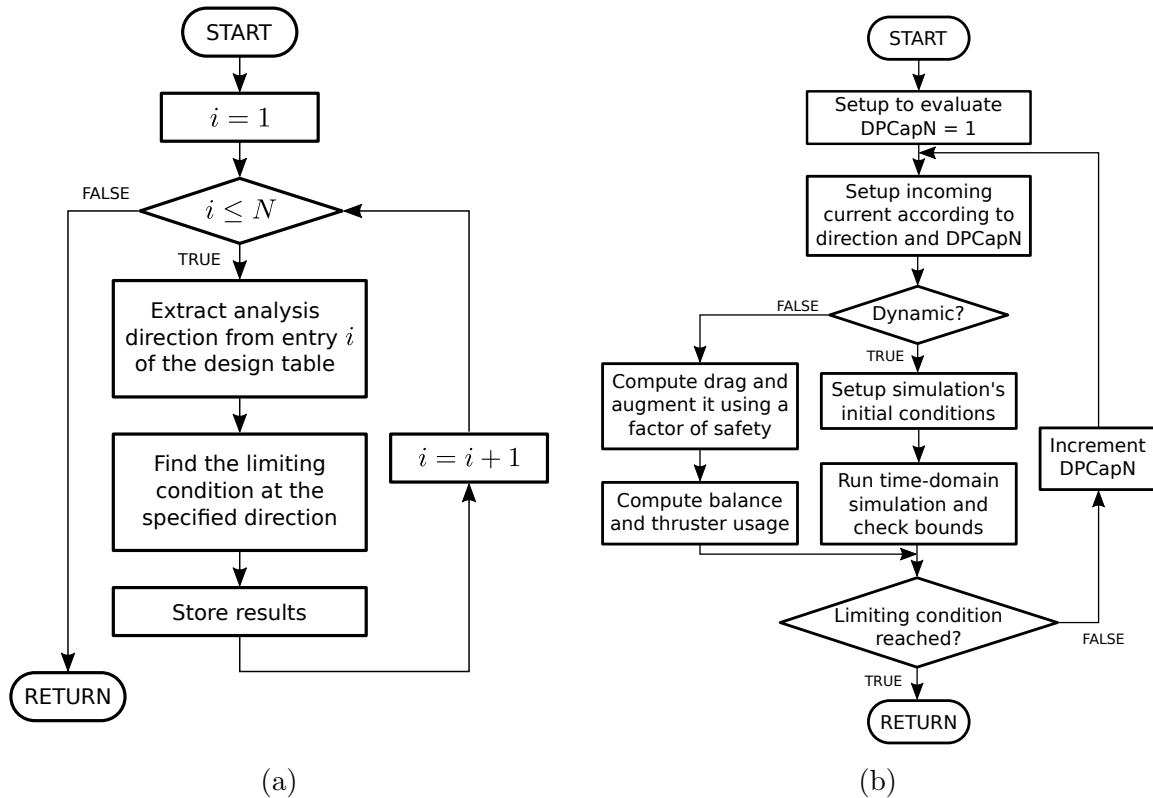 START
i = 1
FALSE
i ≤ N
TRUE
Extract analysis
direction from entry i
of the design table
Find the limiting
condition at the
specified direction
i = i + 1
Store results
RETURN
(a)
START
Setup to evaluate
DPCapN = 1
Setup incoming
current according to
direction and DPCapN
FALSE
Dynamic?
TRUE
Compute drag and
augment it using a
factor of safety
Setup simulation's
initial conditions
Increment
DPCapN
Compute balance
and thruster usage
Run time-domain
simulation and
check bounds
Limiting condition
reached?
FALSE
TRUE
RETURN
(b)